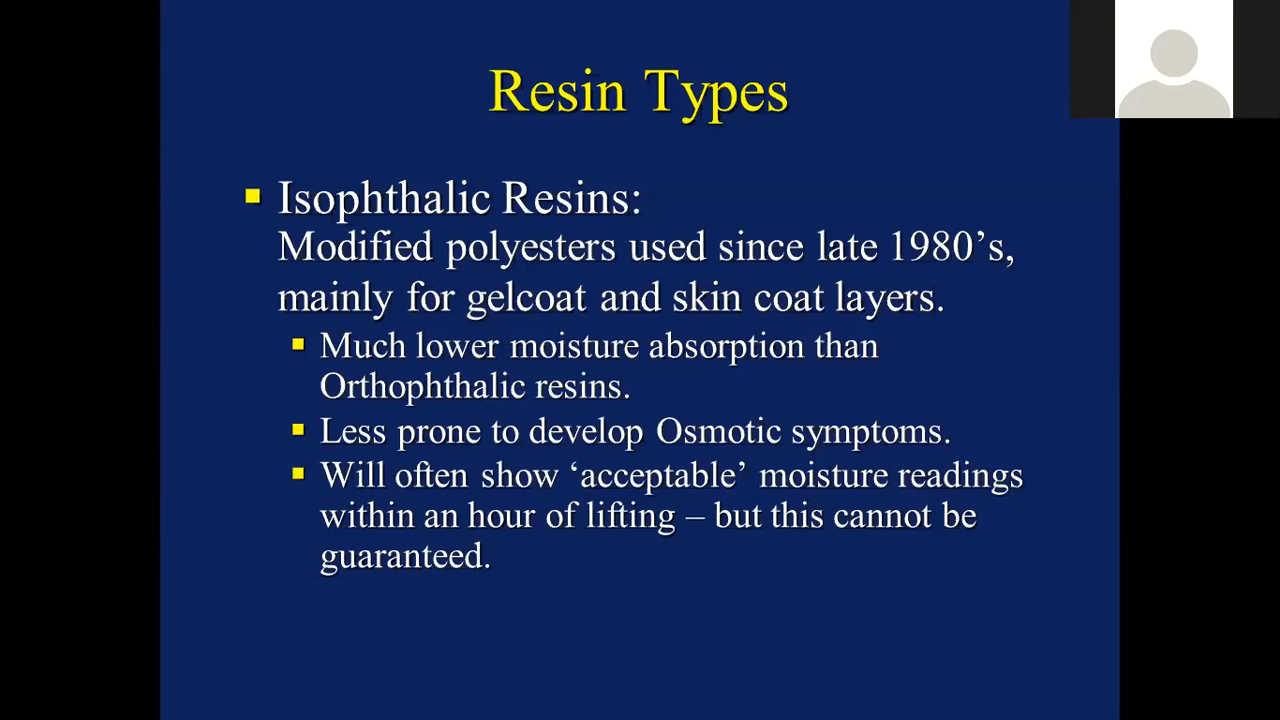 Resin Types
Isophthalic Resins:
Modified polyesters used since late 1980’s,
mainly for gelcoat and skin coat layers.
Much lower moisture absorption than
Orthophthalic resins.
Less prone to develop Osmotic symptoms.
Will often show ‘acceptable’ moisture readings
within an hour of lifting – but this cannot be
guaranteed.